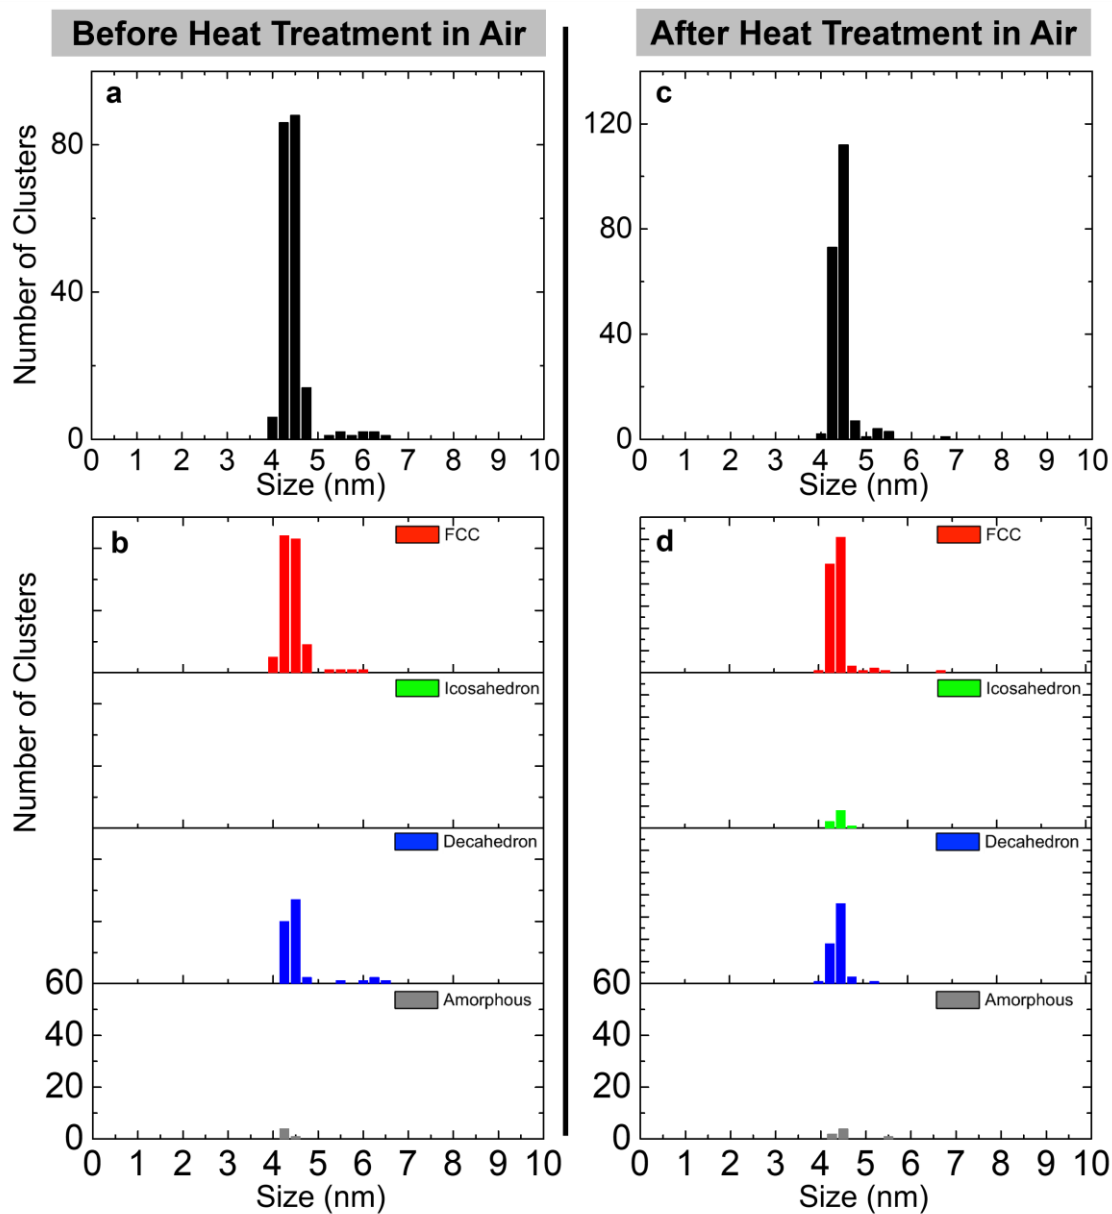 Before Heat Treatment in Air
After Heat Treatment in Air
a
Number of Clusters
80
40
0
0 1 2 3 4 5 6 7 8 9 10
Size (nm)
c
120
80
40
0
0 1 2 3 4 5 6 7 8 9 10
Size (nm)
b
Number of Clusters
FCC
Icosahedron
Decahedron
Amorphous
60
40
20
0
0 1 2 3 4 5 6 7 8 9 10
Size (nm)
d
FCC
Icosahedron
Decahedron
Amorphous
60
40
20
0
0 1 2 3 4 5 6 7 8 9 10
Size (nm)